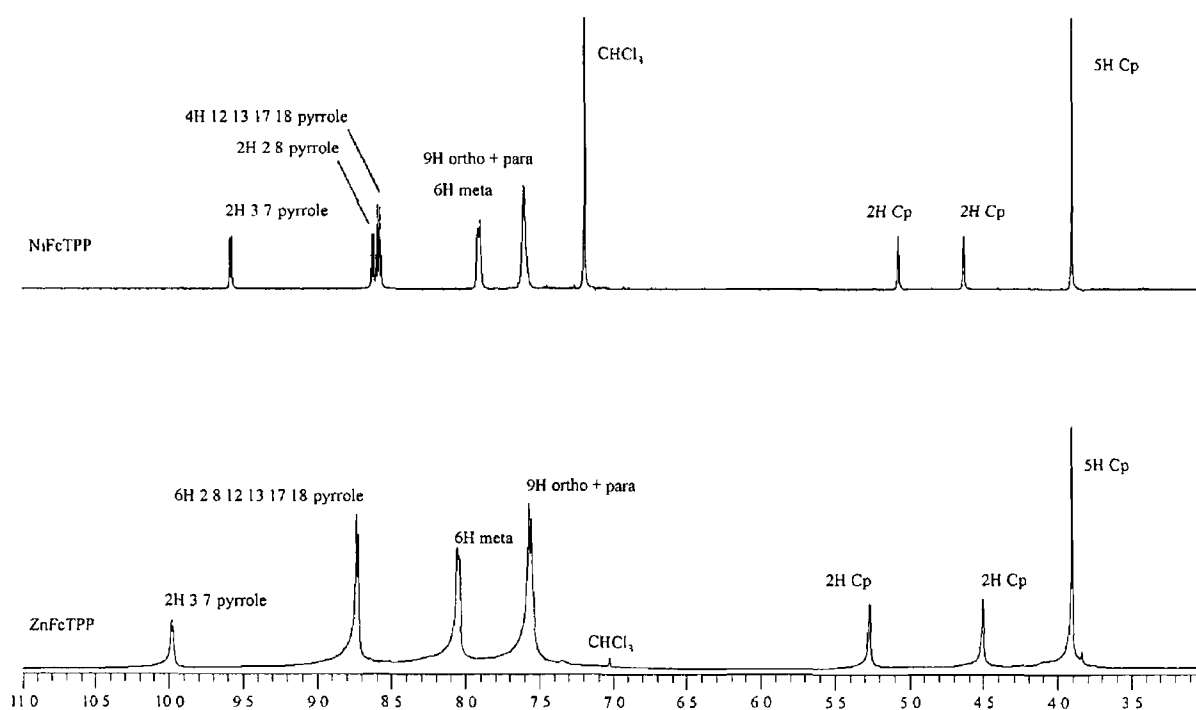 CHCl₃
5H Cp
4H 12 13 17 18 pyrrole
2H 2 8 pyrrole
9H ortho + para
6H meta
2H 3 7 pyrrole
2H Cp
2H Cp
NiFcTPP
5H Cp
6H 2 8 12 13 17 18 pyrrole
9H ortho + para
6H meta
2H Cp
2H Cp
2H 3 7 pyrrole
ZnFcTPP
CHCl₃
11 0 10 5 10 0 9 5 9 0 8 5 8 0 7 5 7 0 6 5 6 0 5 5 5 0 4 5 4 0 3 5